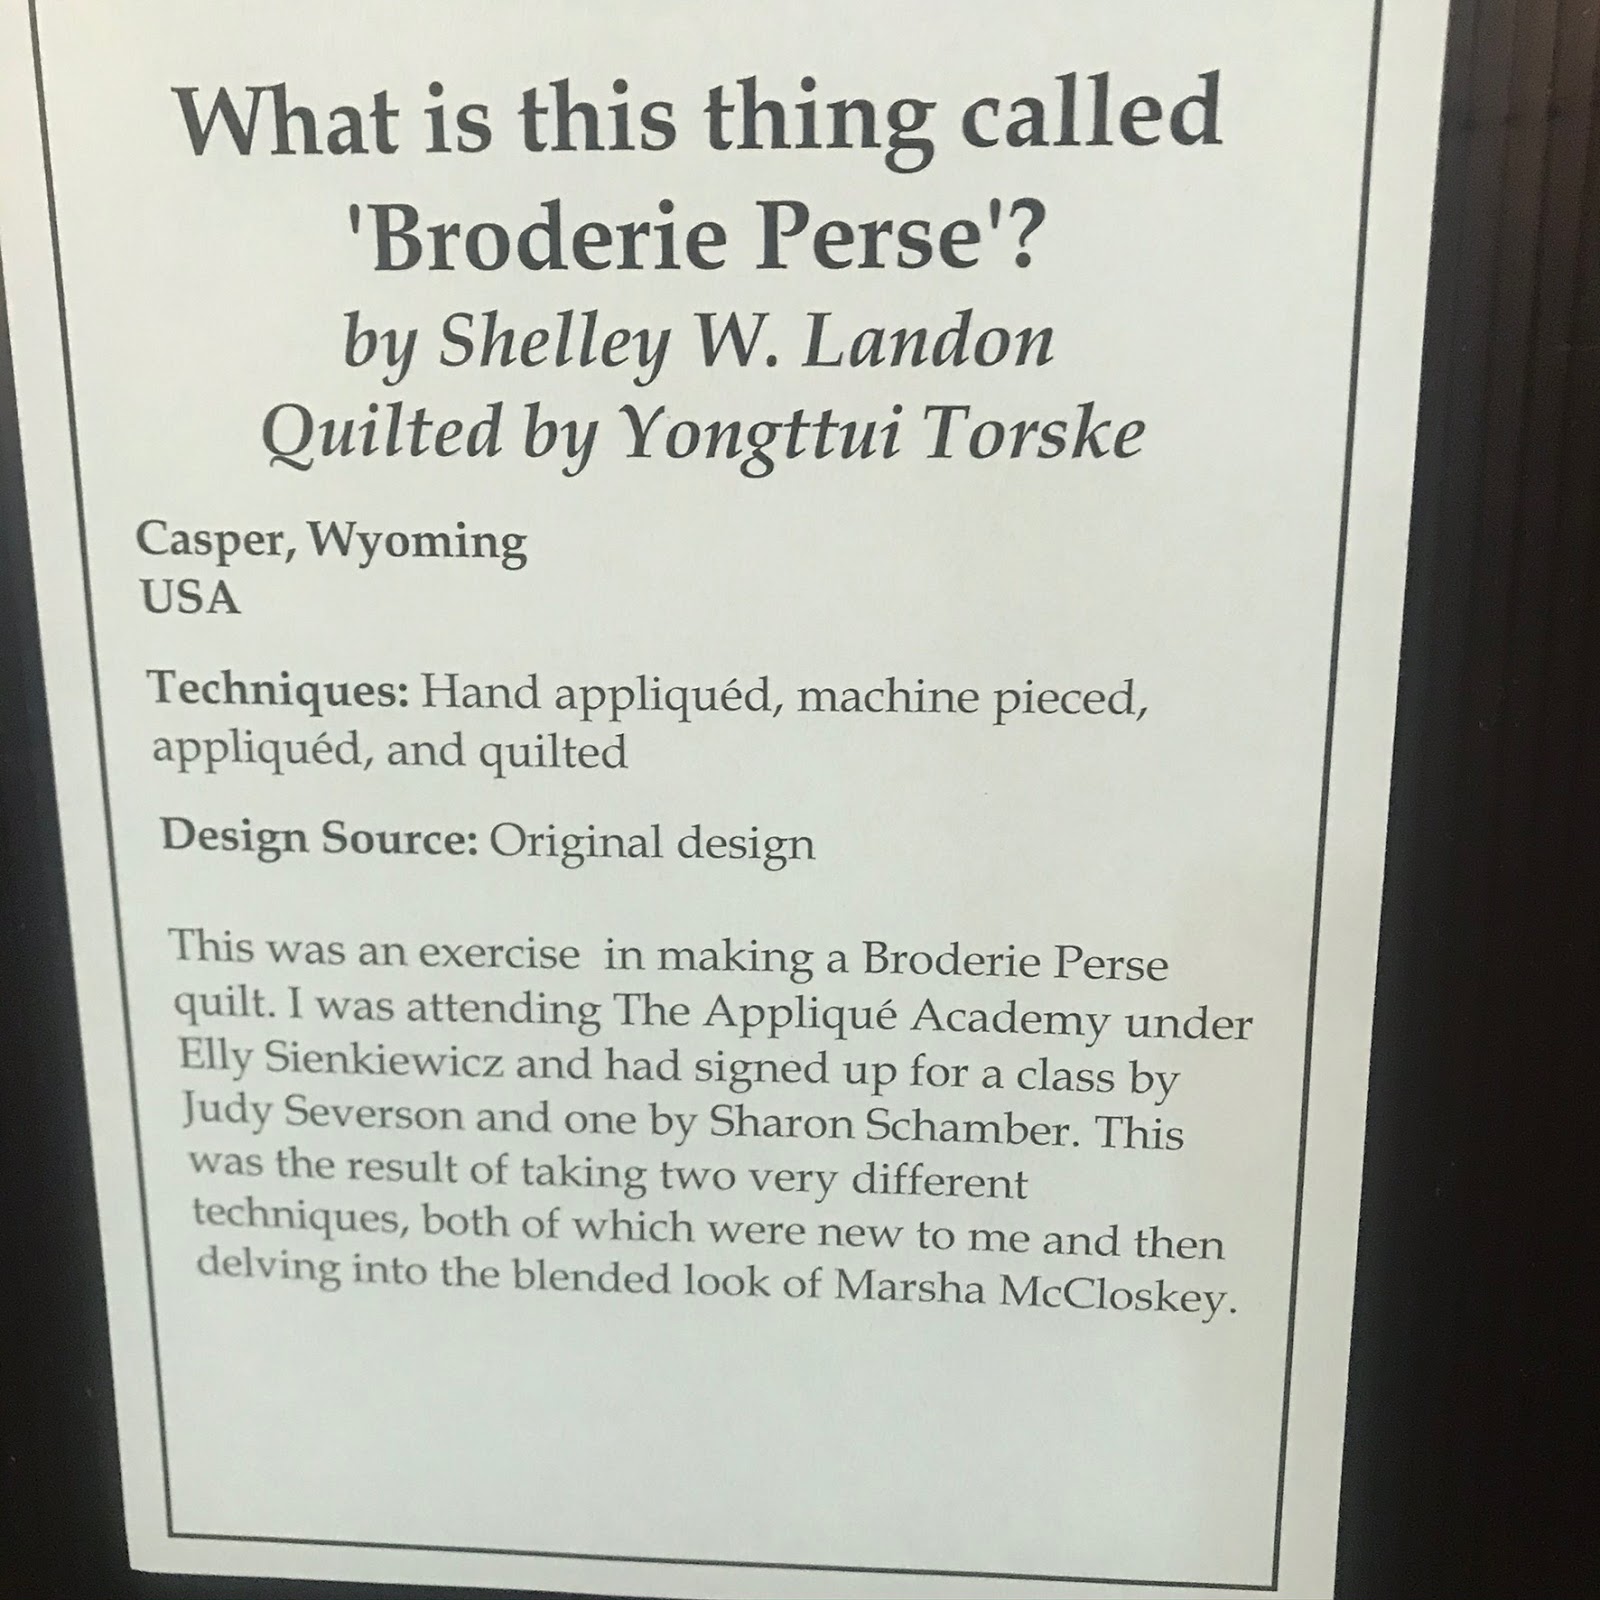 What is this thing called
'Broderie Perse'?
by Shelley W. Landon
Quilted by Yongttui Torske
Casper, Wyoming
USA
Techniques: Hand appliquéd, machine pieced,
appliquéd, and quilted
Design Source: Original design
This was an exercise  in making a Broderie Perse
quilt. I was attending The Appliqué Academy under
Elly Sienkiewicz and had signed up for a class by
Judy Severson and one by Sharon Schamber. This
was the result of taking two very different
techniques, both of which were new to me and then
delving into the blended look of Marsha McCloskey.